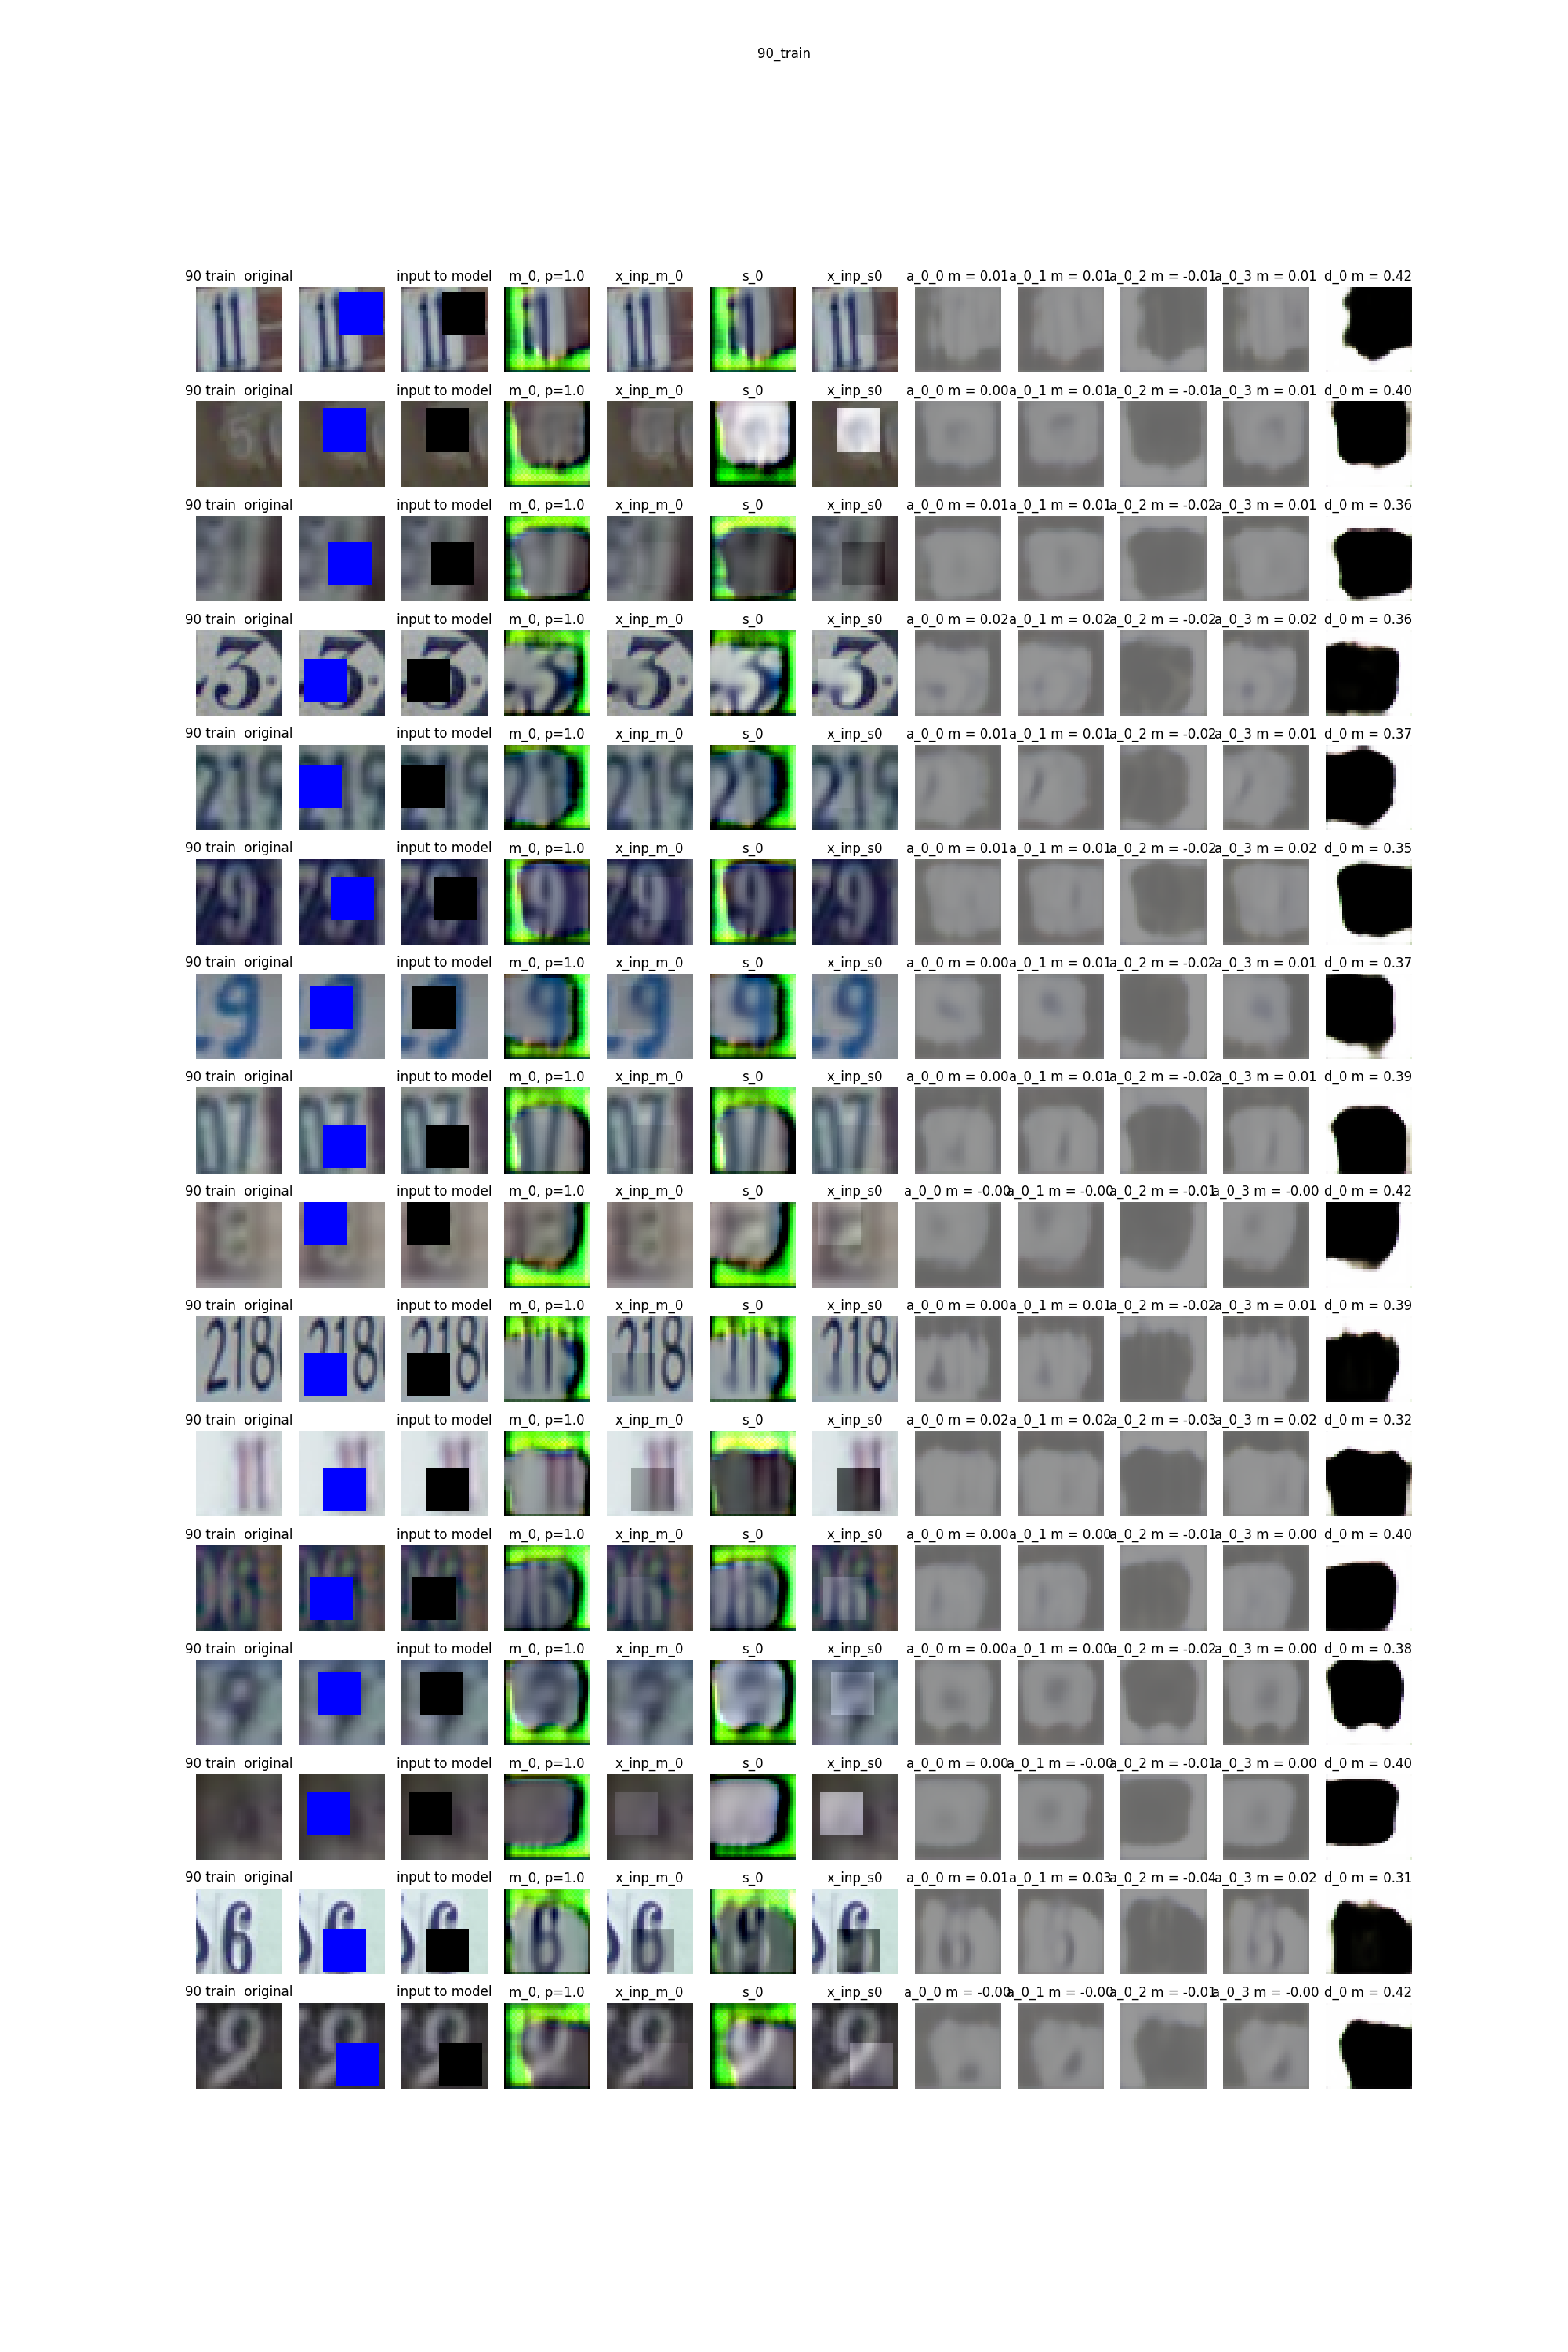 90_train
90 train original input to model m_0, p=1.0 x_inp_m_0 s_0 x_inp_s0 a_0_0 m = 0.01 a_0_1 m = 0.01 a_0_2 m = -0.01 a_0_3 m = 0.01 d_0 m = 0.42
11
90 train original input to model m_0, p=1.0 x_inp_m_0 s_0 x_inp_s0 a_0_0 m = 0.00 a_0_1 m = 0.01 a_0_2 m = -0.01 a_0_3 m = 0.01 d_0 m = 0.40
5
90 train original input to model m_0, p=1.0 x_inp_m_0 s_0 x_inp_s0 a_0_0 m = 0.01 a_0_1 m = 0.01 a_0_2 m = -0.02 a_0_3 m = 0.01 d_0 m = 0.36
90 train original input to model m_0, p=1.0 x_inp_m_0 s_0 x_inp_s0 a_0_0 m = 0.02 a_0_1 m = 0.02 a_0_2 m = -0.02 a_0_3 m = 0.02 d_0 m = 0.36
3
90 train original input to model m_0, p=1.0 x_inp_m_0 s_0 x_inp_s0 a_0_0 m = 0.01 a_0_1 m = 0.01 a_0_2 m = -0.02 a_0_3 m = 0.01 d_0 m = 0.37
219
90 train original input to model m_0, p=1.0 x_inp_m_0 s_0 x_inp_s0 a_0_0 m = 0.01 a_0_1 m = 0.01 a_0_2 m = -0.02 a_0_3 m = 0.02 d_0 m = 0.35
9
90 train original input to model m_0, p=1.0 x_inp_m_0 s_0 x_inp_s0 a_0_0 m = 0.00 a_0_1 m = 0.01 a_0_2 m = -0.02 a_0_3 m = 0.01 d_0 m = 0.37
9
90 train original input to model m_0, p=1.0 x_inp_m_0 s_0 x_inp_s0 a_0_0 m = 0.00 a_0_1 m = 0.01 a_0_2 m = -0.02 a_0_3 m = 0.01 d_0 m = 0.39
7
90 train original input to model m_0, p=1.0 x_inp_m_0 s_0 x_inp_s0 a_0_0 m = -0.00 a_0_1 m = -0.00 a_0_2 m = -0.01 a_0_3 m = -0.00 d_0 m = 0.42
90 train original input to model m_0, p=1.0 x_inp_m_0 s_0 x_inp_s0 a_0_0 m = 0.00 a_0_1 m = 0.01 a_0_2 m = -0.02 a_0_3 m = 0.01 d_0 m = 0.39
218
90 train original input to model m_0, p=1.0 x_inp_m_0 s_0 x_inp_s0 a_0_0 m = 0.02 a_0_1 m = 0.02 a_0_2 m = -0.03 a_0_3 m = 0.02 d_0 m = 0.32
11
90 train original input to model m_0, p=1.0 x_inp_m_0 s_0 x_inp_s0 a_0_0 m = 0.00 a_0_1 m = 0.00 a_0_2 m = -0.01 a_0_3 m = 0.00 d_0 m = 0.40
16
90 train original input to model m_0, p=1.0 x_inp_m_0 s_0 x_inp_s0 a_0_0 m = 0.00 a_0_1 m = 0.00 a_0_2 m = -0.02 a_0_3 m = 0.00 d_0 m = 0.38
9
90 train original input to model m_0, p=1.0 x_inp_m_0 s_0 x_inp_s0 a_0_0 m = 0.00 a_0_1 m = -0.00 a_0_2 m = -0.01 a_0_3 m = 0.00 d_0 m = 0.40
90 train original input to model m_0, p=1.0 x_inp_m_0 s_0 x_inp_s0 a_0_0 m = 0.01 a_0_1 m = 0.03 a_0_2 m = -0.04 a_0_3 m = 0.02 d_0 m = 0.31
6
90 train original input to model m_0, p=1.0 x_inp_m_0 s_0 x_inp_s0 a_0_0 m = -0.00 a_0_1 m = -0.00 a_0_2 m = -0.01 a_0_3 m = -0.00 d_0 m = 0.42
2